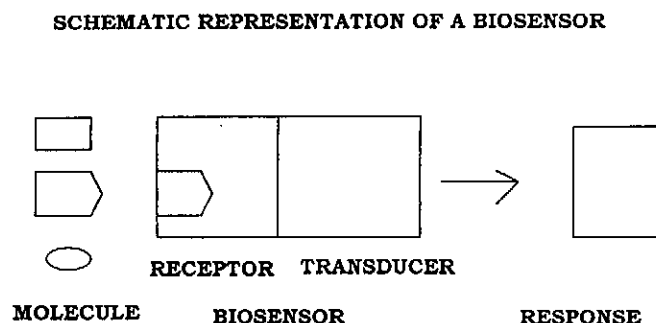 SCHEMATIC REPRESENTATION OF A BIOSENSOR
RECEPTOR TRANSDUCER
MOLECULE BIOSENSOR RESPONSE